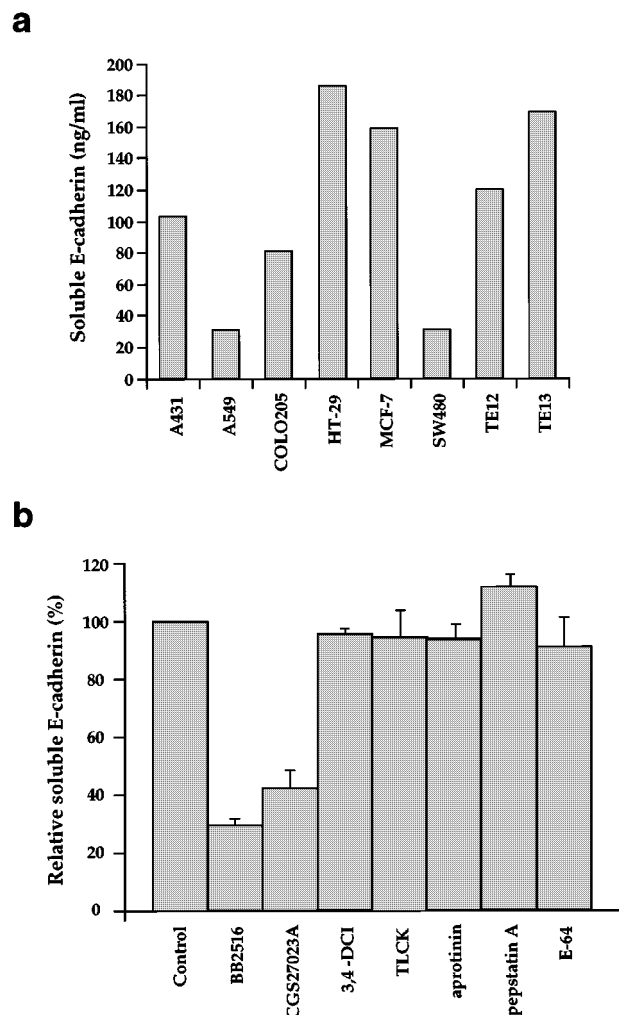 a
Soluble E-cadherin (ng/ml)
200
180
160
140
120
100
80
60
40
20
0
A431
A549
COLO205
HT-29
MCF-7
SW480
TE12
TE13
b
Relative soluble E-cadherin (%)
120
100
80
60
40
20
0
Control
BB2516
CGS27023A
3,4 -DCI
TLCK
aprotinin
pepstatin A
E-64